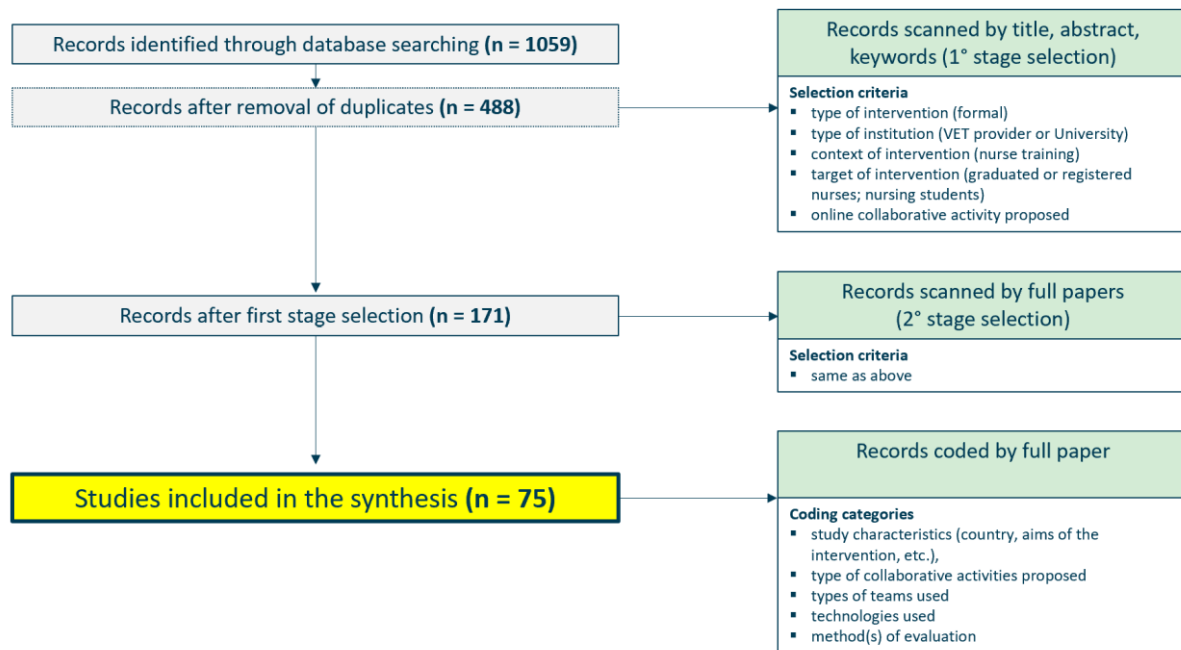 Records identified through database searching (n = 1059)
Records after removal of duplicates (n = 488)
Records scanned by title, abstract,
keywords (1° stage selection)
Selection criteria
▪ type of intervention (formal)
▪ type of institution (VET provider or University)
▪ context of intervention (nurse training)
▪ target of intervention (graduated or registered
nurses; nursing students)
▪ online collaborative activity proposed
Records after first stage selection (n = 171)
Records scanned by full papers
(2° stage selection)
Selection criteria
▪ same as above
Studies included in the synthesis (n = 75)
Records coded by full paper
Coding categories
▪ study characteristics (country, aims of the
intervention, etc.),
▪ type of collaborative activities proposed
▪ types of teams used
▪ technologies used
▪ method(s) of evaluation